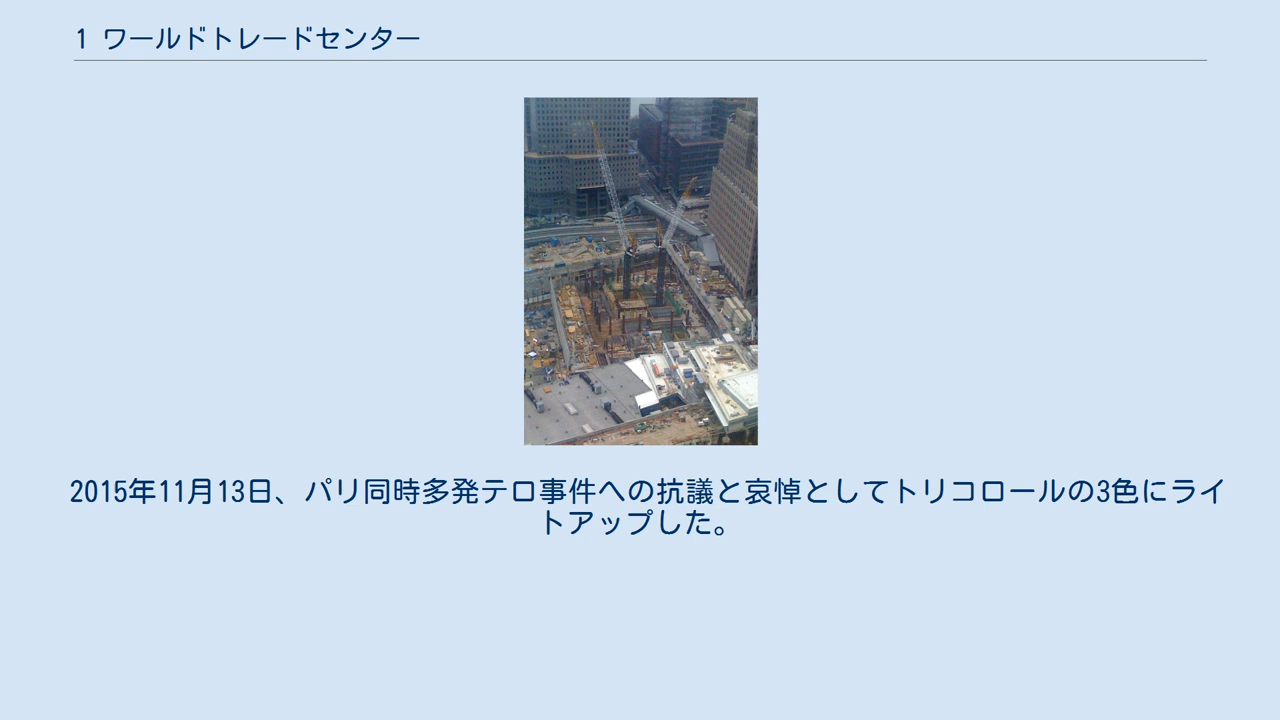 1 ワールドトレードセンター
2015年11月13日、パリ同時多発テロ事件への抗議と哀悼としてトリコロールの3色にライ
トアップした。